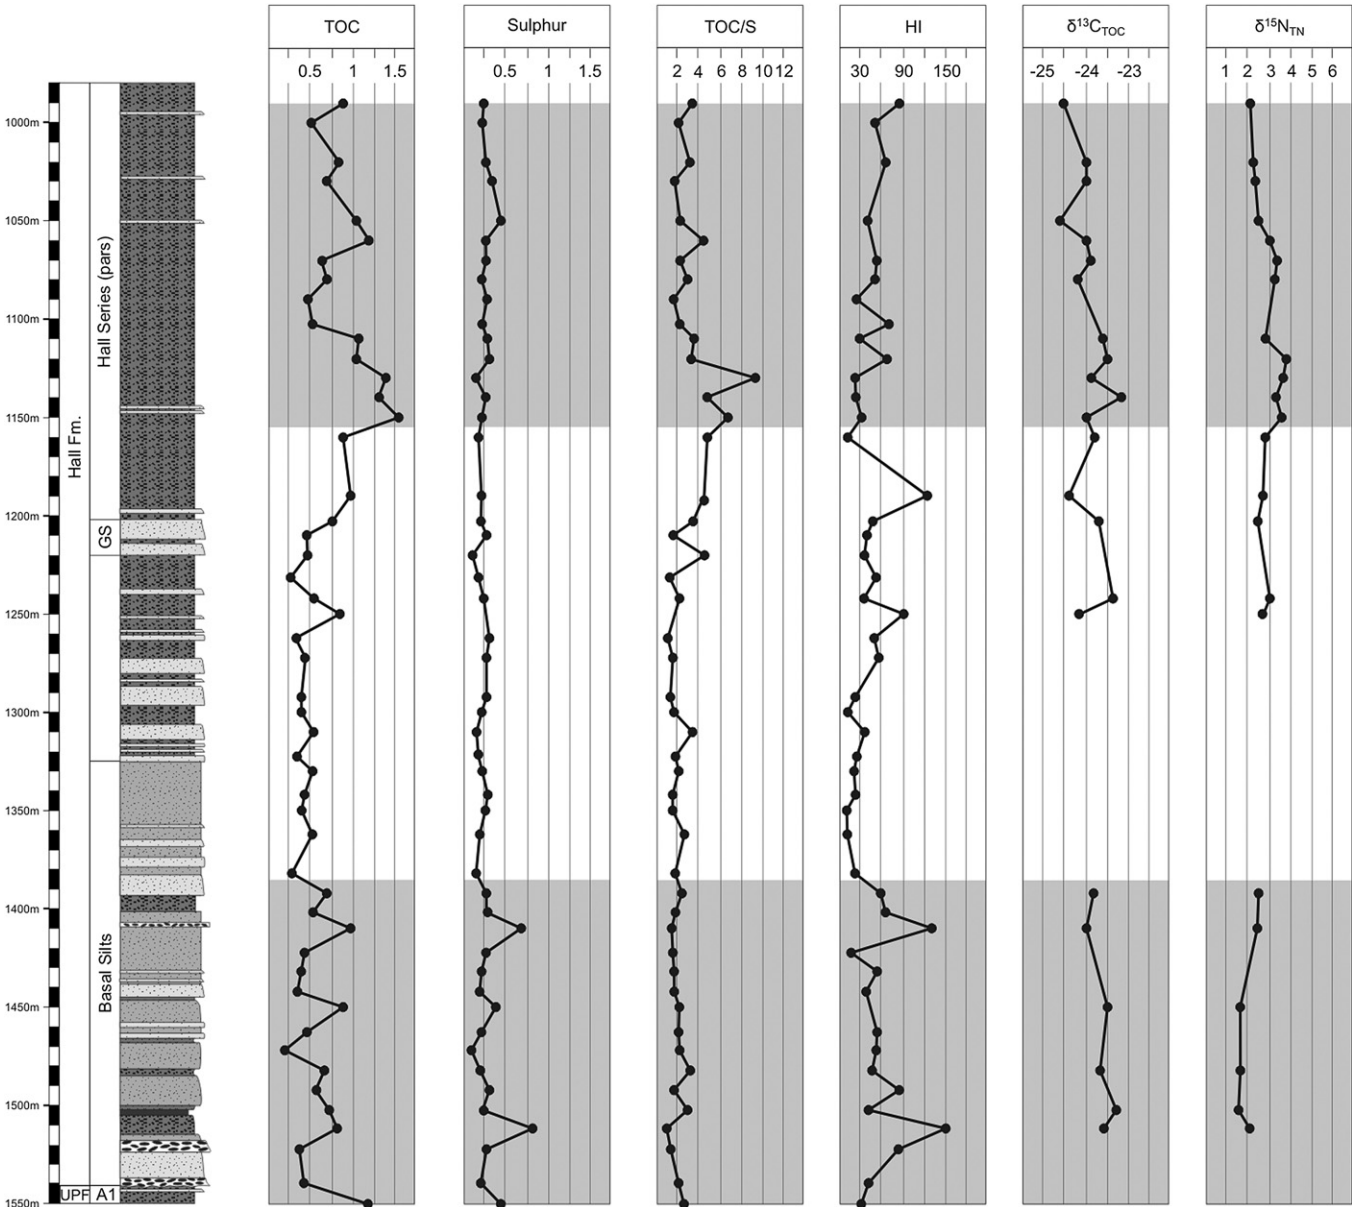 TOC
Sulphur
TOC/S
HI
δ¹³C_TOC
δ¹⁵N_TN
0.5 1 1.5
0.5 1 1.5
2 4 6 8 10 12
30 90 150
-25 -24 -23
1 2 3 4 5 6
1000m
1050m
1100m
1150m
1200m
1250m
1300m
1350m
1400m
1450m
1500m
1550m
Hall Fm.
UPF
Hall Series (pars)
GS
Basal Silts
A1